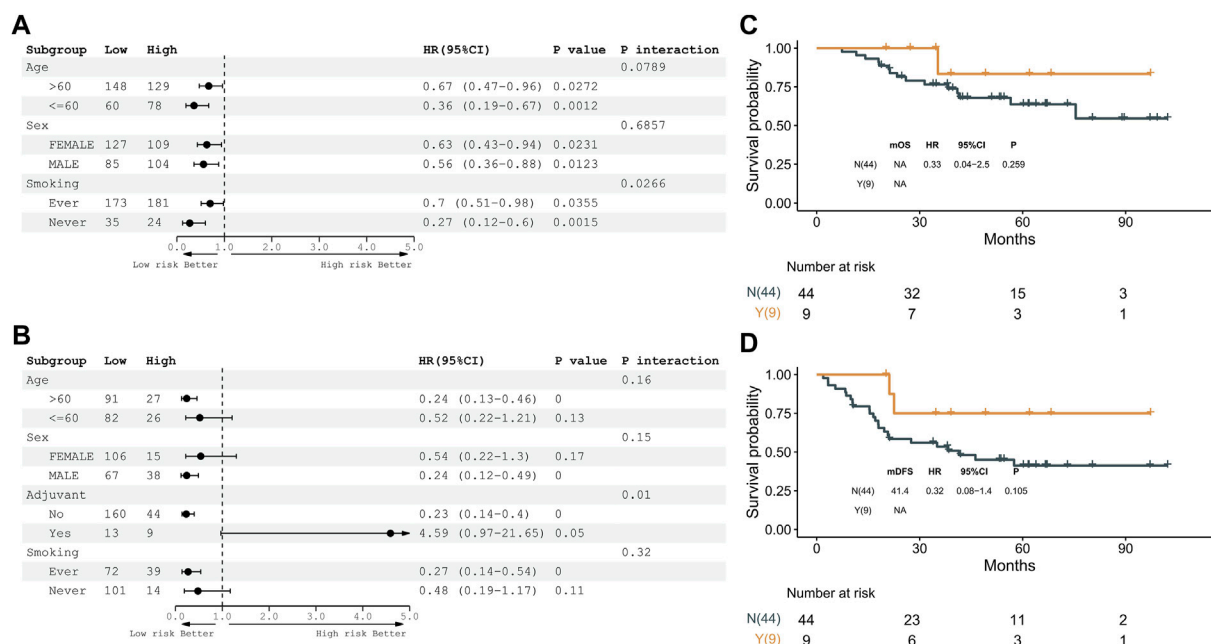 A
Subgroup Low High HR(95%CI) P value P interaction
Age 0.0789
>60 148 129 0.67 (0.47-0.96) 0.0272
<=60 60 78 0.36 (0.19-0.67) 0.0012
Sex 0.6857
FEMALE 127 109 0.63 (0.43-0.94) 0.0231
MALE 85 104 0.56 (0.36-0.88) 0.0123
Smoking 0.0266
Ever 173 181 0.7 (0.51-0.98) 0.0355
Never 35 24 0.27 (0.12-0.6) 0.0015
0.0 1.0 2.0 3.0 4.0 5.0
Low risk Better High risk Better
B
Subgroup Low High HR(95%CI) P value P interaction
Age 0.16
>60 91 27 0.24 (0.13-0.46) 0
<=60 82 26 0.52 (0.22-1.21) 0.13
Sex 0.15
FEMALE 106 15 0.54 (0.22-1.3) 0.17
MALE 67 38 0.24 (0.12-0.49) 0
Adjuvant 0.01
No 160 44 0.23 (0.14-0.4) 0
Yes 13 9 4.59 (0.97-21.65) 0.05
Smoking 0.32
Ever 72 39 0.27 (0.14-0.54) 0
Never 101 14 0.48 (0.19-1.17) 0.11
0.0 1.0 2.0 3.0 4.0 5.0
Low risk Better High risk Better
C
Survival probability
1.00
0.75
0.50
0.25
0.00
mOS HR 95%CI P
N(44) NA 0.33 0.04-2.5 0.259
Y(9) NA
0 30 60 90
Months
Number at risk
N(44) 44 32 15 3
Y(9) 9 7 3 1
D
Survival probability
1.00
0.75
0.50
0.25
0.00
mDFS HR 95%CI P
N(44) 41.4 0.32 0.08-1.4 0.105
Y(9) NA
0 30 60 90
Months
Number at risk
N(44) 44 23 11 2
Y(9) 9 6 3 1